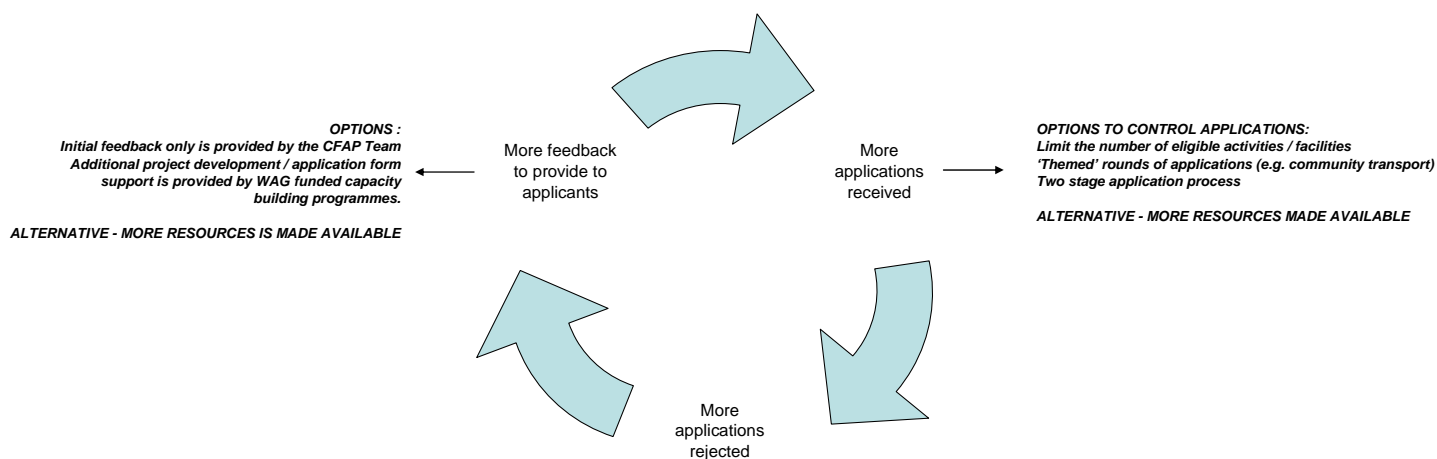 OPTIONS :
Initial feedback only is provided by the CFAP Team
Additional project development / application form
support is provided by WAG funded capacity
building programmes.
ALTERNATIVE - MORE RESOURCES IS MADE AVAILABLE
More feedback
to provide to
applicants
More
applications
received
OPTIONS TO CONTROL APPLICATIONS:
Limit the number of eligible activities / facilities
‘Themed’ rounds of applications (e.g. community transport)
Two stage application process
ALTERNATIVE - MORE RESOURCES MADE AVAILABLE
More
applications
rejected